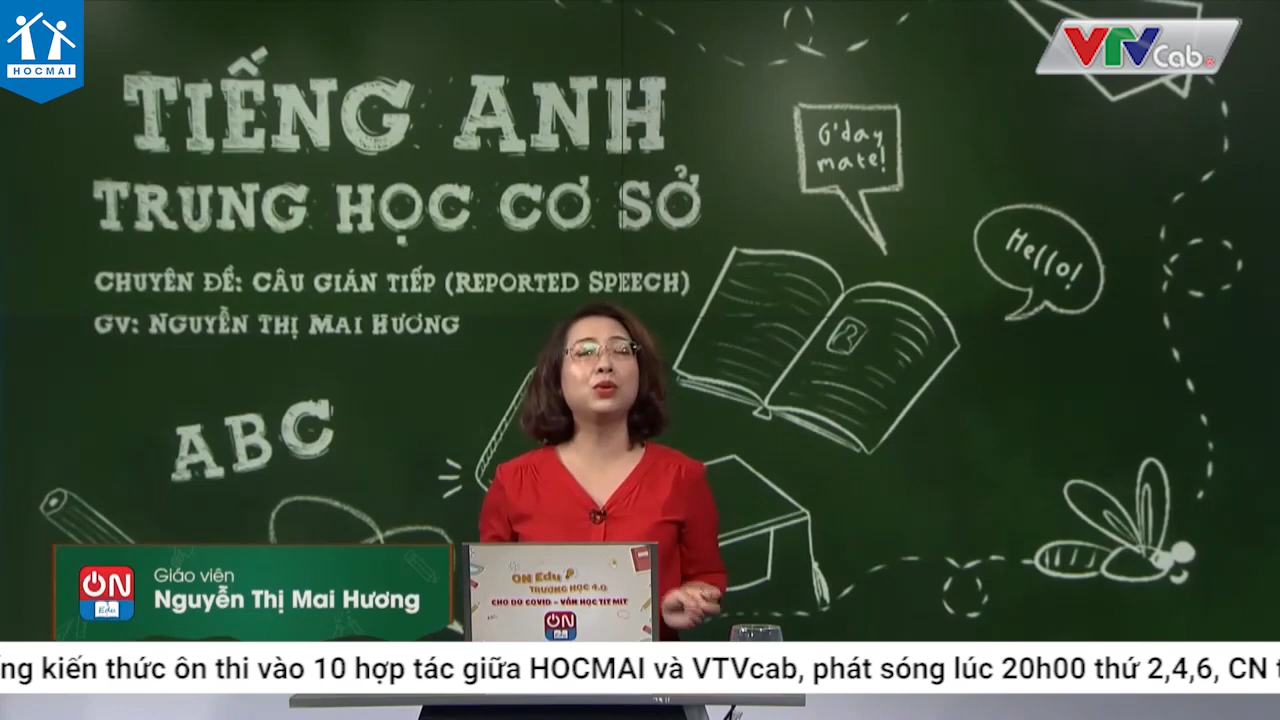 HOCMAI
VTVCab
TIẾNG ANH
TRUNG HỌC CƠ SỞ
CHUYÊN ĐỀ: CÂU GIÁN TIẾP (REPORTED SPEECH)
GV: NGUYỄN THỊ MAI HƯƠNG
G'day
mate!
Hello!
ABC
ON
Edu
Giáo viên
Nguyễn Thị Mai Hương
ON Edu
TRƯỜNG HỌC 4.0
CHO DÙ COVID – VẪN HỌC TÍT MÍT
ON
kiến thức ôn thi vào 10 hợp tác giữa HOCMAI và VTVcab, phát sóng lúc 20h00 thứ 2,4,6, CN